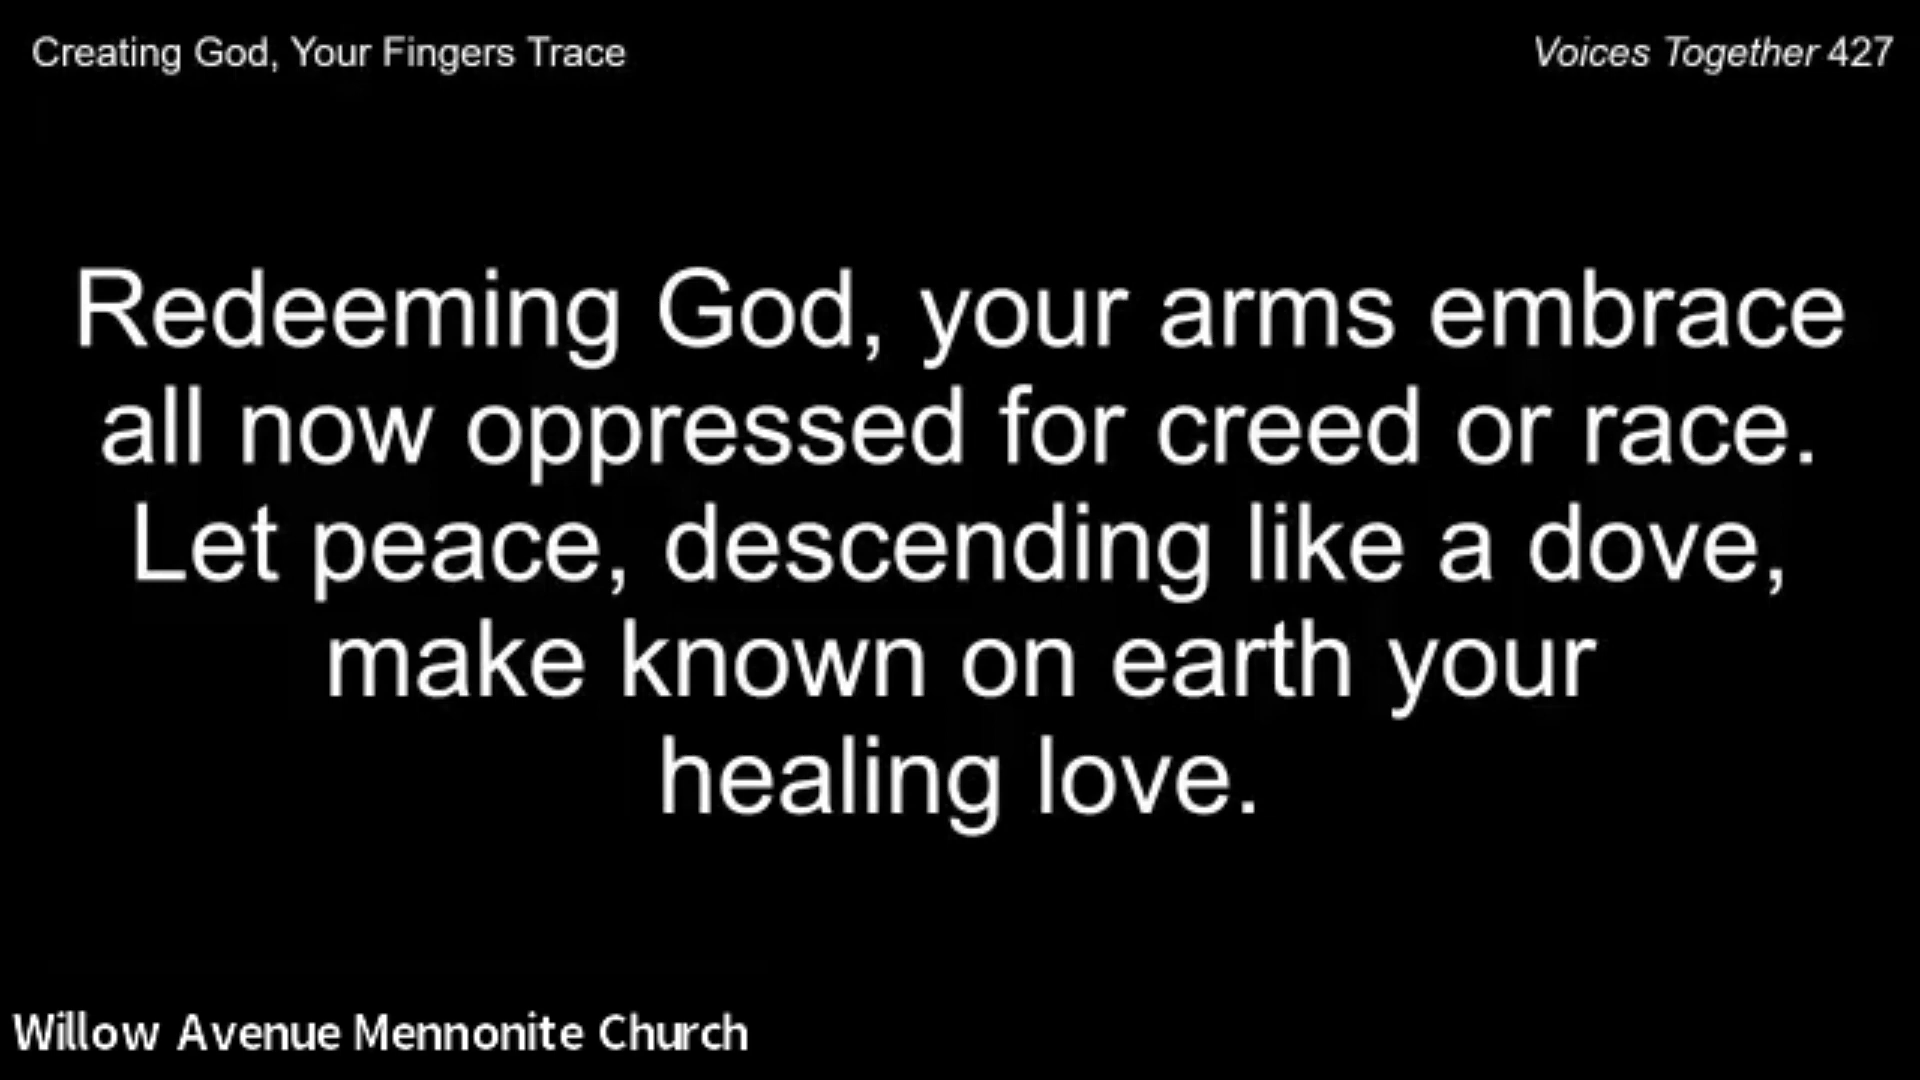 Creating God, Your Fingers Trace
Voices Together 427
Redeeming God, your arms embrace
all now oppressed for creed or race.
Let peace, descending like a dove,
make known on earth your
healing love.
Willow Avenue Mennonite Church